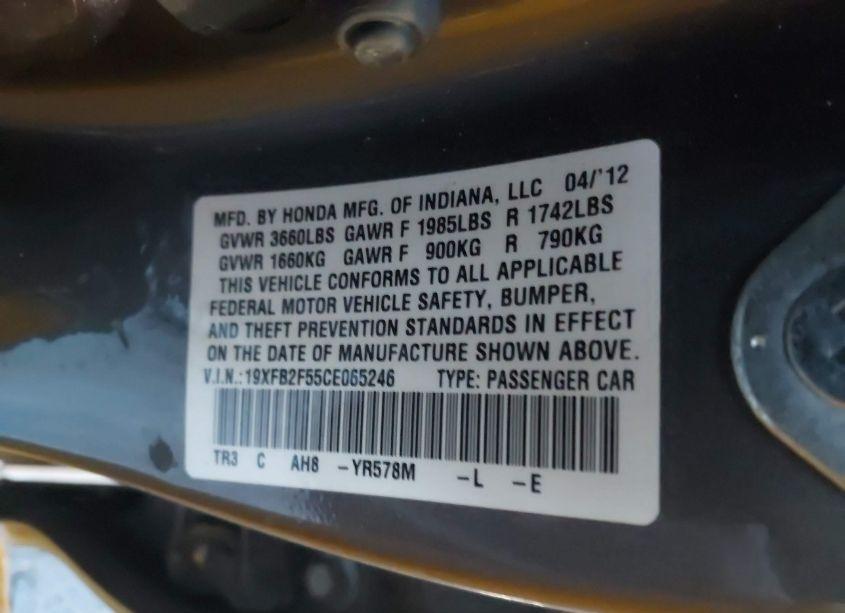 MFD. BY HONDA MFG. OF INDIANA, LLC 04/'12
GVWR 3660LBS GAWR F 1985LBS R 1742LBS
GVWR 1660KG GAWR F 900KG R 790KG
THIS VEHICLE CONFORMS TO ALL APPLICABLE
FEDERAL MOTOR VEHICLE SAFETY, BUMPER,
AND THEFT PREVENTION STANDARDS IN EFFECT
ON THE DATE OF MANUFACTURE SHOWN ABOVE.
V.I.N.:19XFB2F55CE065246 TYPE: PASSENGER CAR
TR3 C AH8 -YR578M -L -E